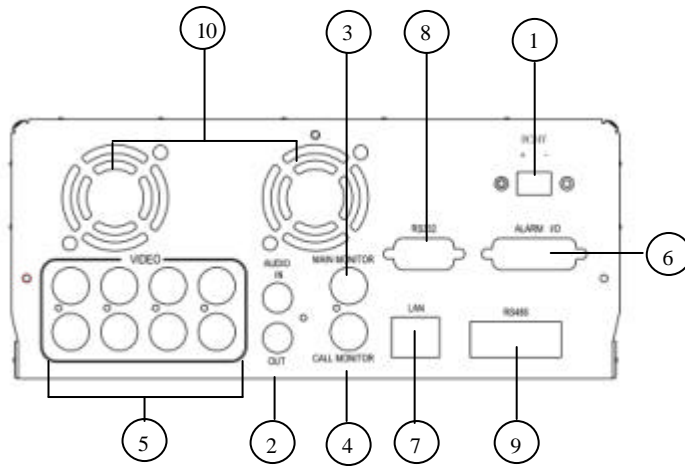 10
3
8
1
+ -
RS232
ALARM I/O
6
VIDEO
AUDIO
IN
MAIN MONITOR
LAN
RS485
OUT
CALL MONITOR
5
2
4
7
9